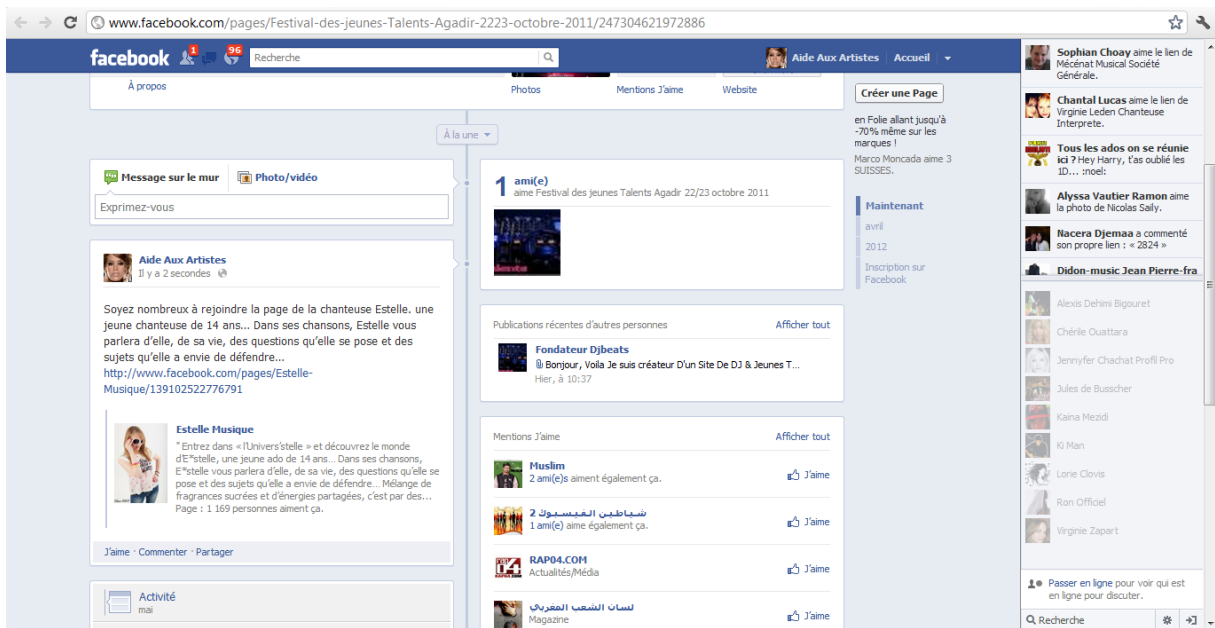 www.facebook.com/pages/Festival-des-jeunes-Talents-Agadir-2223-octobre-2011/247304621972886
facebook
1
96
Recherche
Aide Aux Artistes
Accueil
À propos
Photos
Mentions J'aime
Website
À la une
Message sur le mur
Photo/vidéo
Exprimez-vous
Aide Aux Artistes
Il y a 2 secondes
Soyez nombreux à rejoindre la page de la chanteuse Estelle. une
jeune chanteuse de 14 ans... Dans ses chansons, Estelle vous
parlera d'elle, de sa vie, des questions qu'elle se pose et des
sujets qu'elle a envie de défendre...
http://www.facebook.com/pages/Estelle-
Musique/139102522776791
Estelle Musique
"Entrez dans « l'Univers'stelle » et découvrez le monde
d'E*stelle, une jeune ado de 14 ans... Dans ses chansons,
E*stelle vous parlera d'elle, de sa vie, des questions qu'elle se
pose et des sujets qu'elle a envie de défendre... Mélange de
fragrances sucrées et d'énergies partagées, c'est par des...
Page : 1 169 personnes aiment ça.
J'aime · Commenter · Partager
Activité
mai
1 ami(e)
aime Festival des jeunes Talents Agadir 22/23 octobre 2011
Publications récentes d'autres personnes
Afficher tout
Fondateur Djbeats
Bonjour, Voila Je suis créateur D'un Site De DJ & Jeunes T...
Hier, à 10:37
Mentions J'aime
Afficher tout
Muslim
2 ami(e)s aiment également ça.
J'aime
شياطين الفيسبوك 2
1 ami(e) aime également ça.
J'aime
RAP04.COM
Actualités/Média
J'aime
لسان الشعب المغربي
Magazine
J'aime
Créer une Page
en Folie allant jusqu'à
-70% même sur les
marques !
Marco Moncada aime 3
SUISSES.
Maintenant
avril
2012
Inscription sur
Facebook
Sophian Choay aime le lien de
Mécénat Musical Société
Générale.
Chantal Lucas aime le lien de
Virginie Leden Chanteuse
Interprete.
Tous les ados on se réunie
ici ? Hey Harry, t'as oublié les
1D... :noel:
Alyssa Vautier Ramon aime
la photo de Nicolas Saily.
Nacera Djemaa a commenté
son propre lien : « 2824 »
Didon-music Jean Pierre-fra
Alexis Dehimi Bigouret
Chérile Ouattara
Jennyfer Chachat Profil Pro
Jules de Busscher
Kaina Mezidi
Ki Man
Lorie Clovis
Ron Officiel
Virginie Zapart
Passer en ligne pour voir qui est
en ligne pour discuter.
Recherche